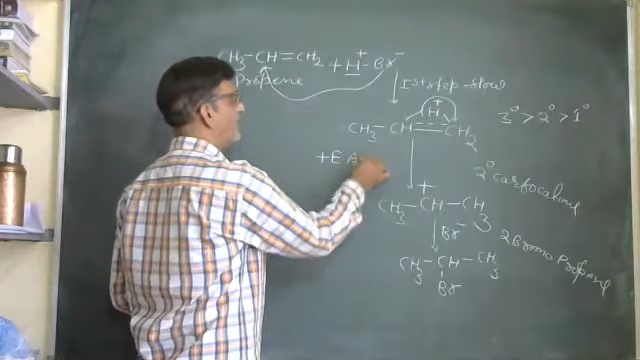 CH3-CH=CH2 + H+-Br-
Propene
Ist step slow
H+
CH3-CH=CH2
3° > 2° > 1°
+E A
2° carbocation
CH3-CH+-CH3
Br-
2 Bromo Propane
CH3-CH-CH3
Br